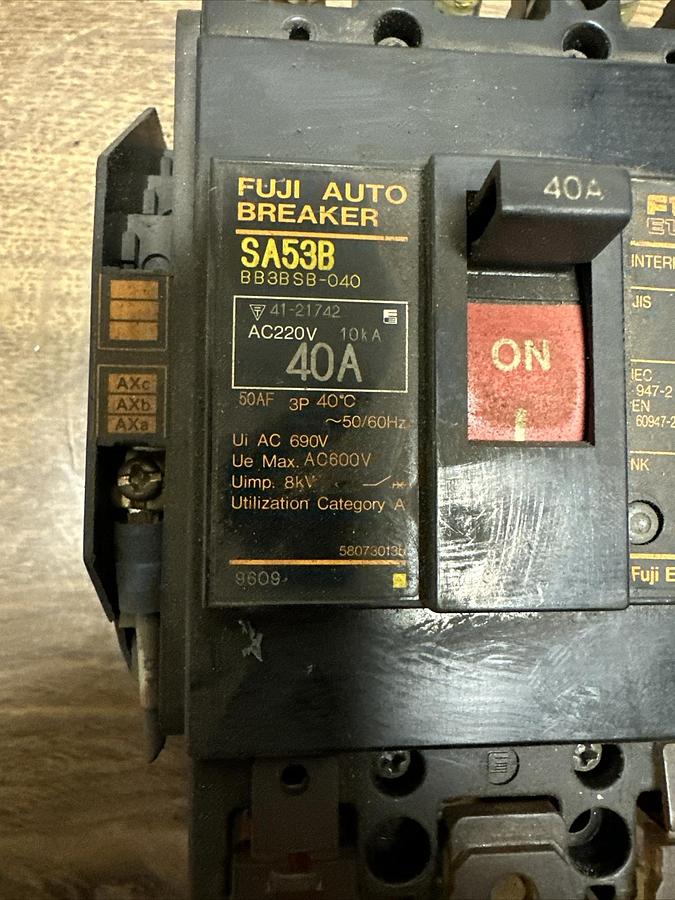 FUJI AUTO
BREAKER
SA53B
BB3BSB-040
41-21742
AC220V 10kA
40A
50AF 3P 40°C
~50/60Hz
Ui AC 690V
Ue Max. AC600V
Uimp. 8kV
Utilization Category A
5807301
9609
40A
ON
AXc
AXb
AXa
JIS
IEC
947-2
EN
60947-2
NK
Fuji E